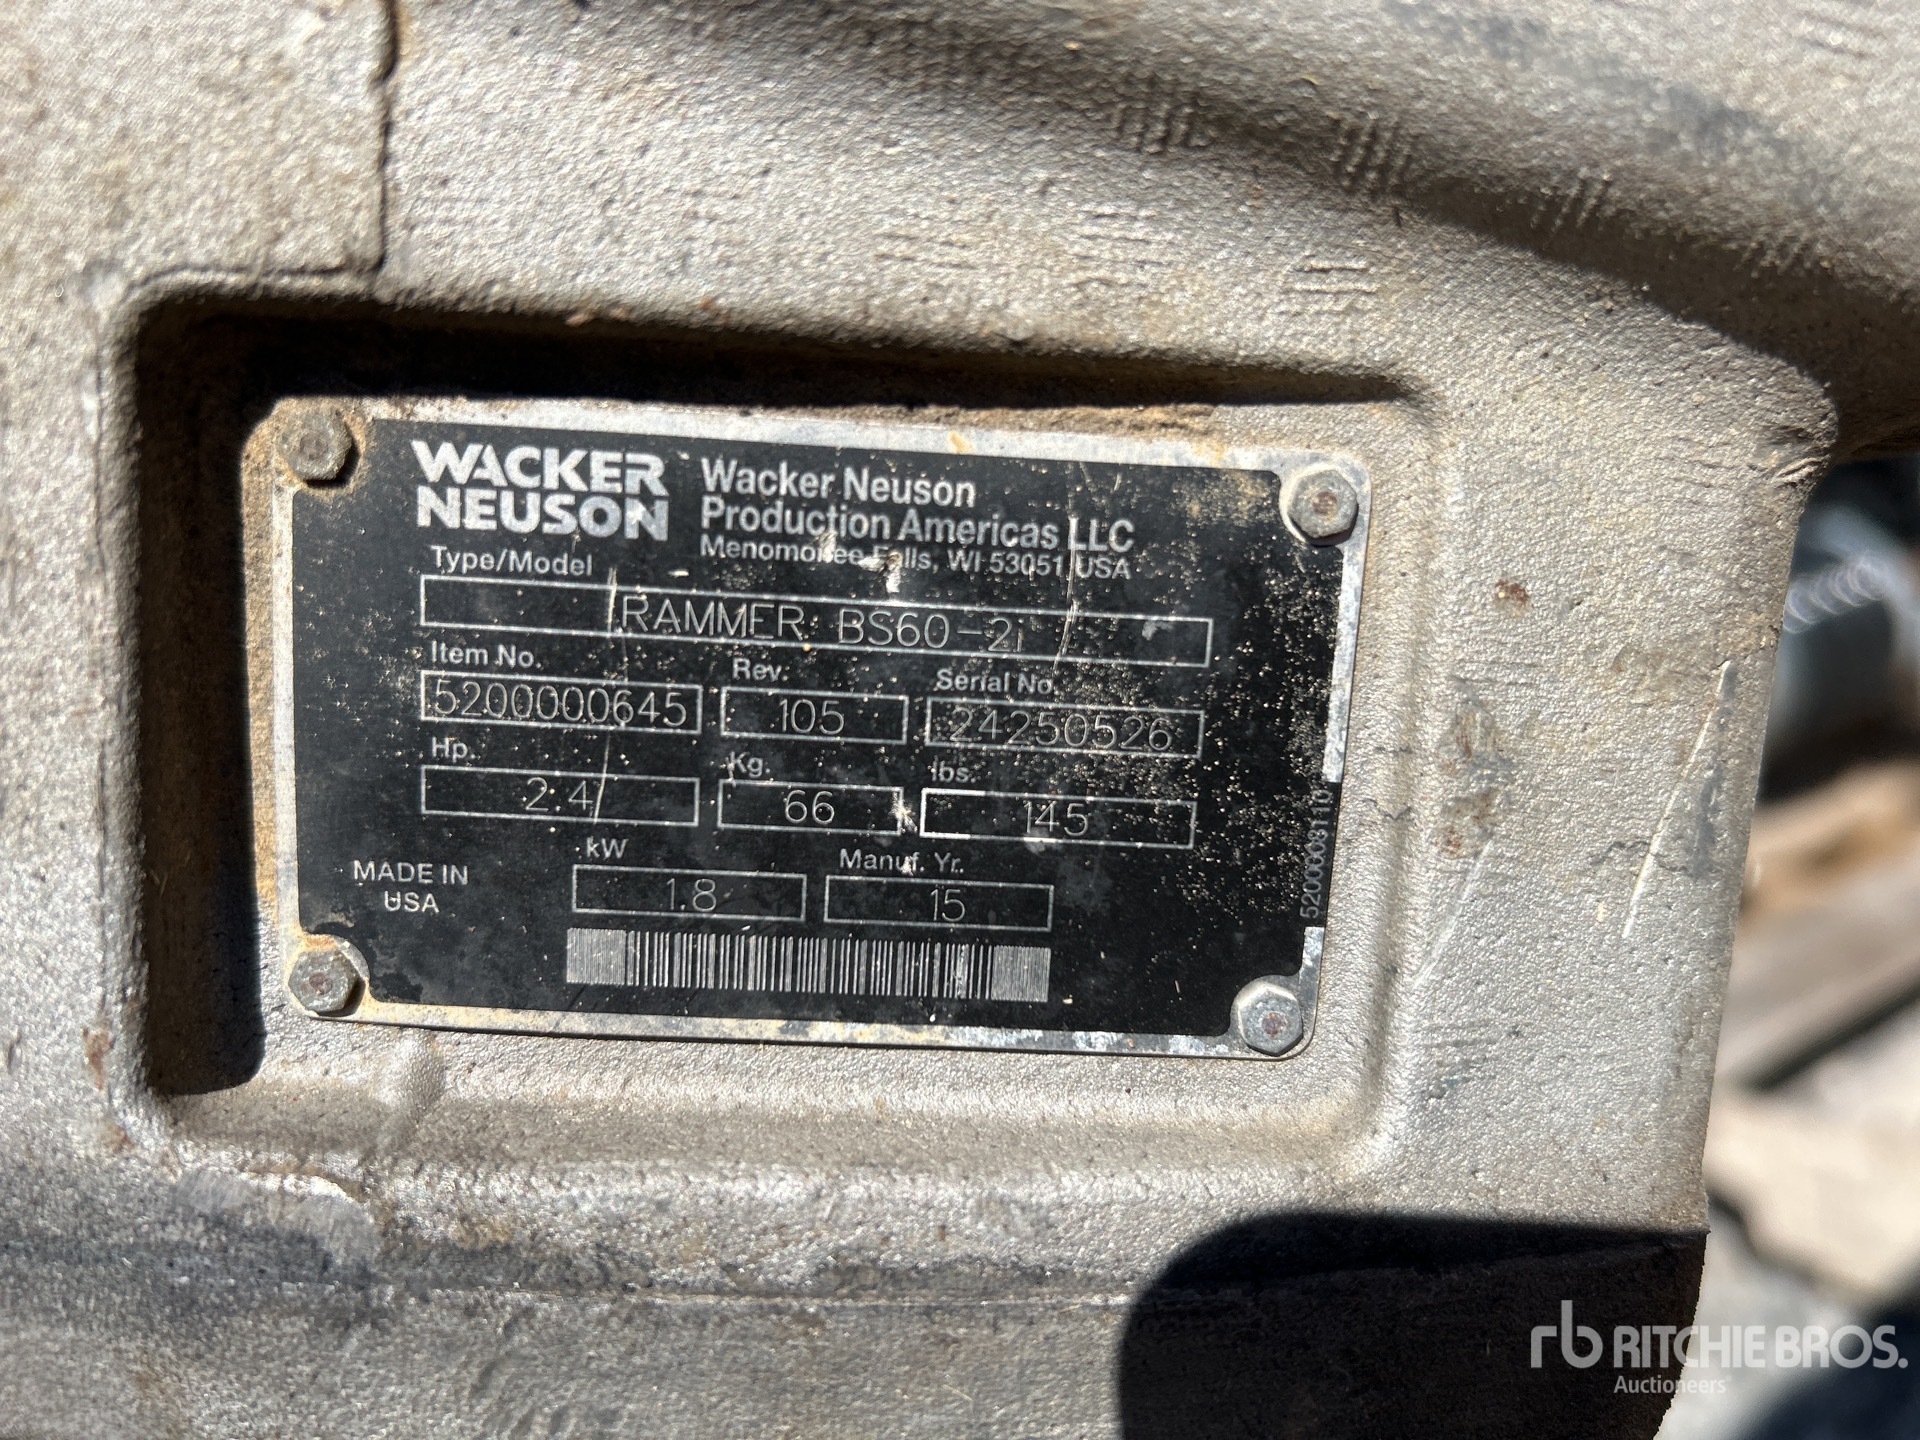 WACKER
NEUSON
Wacker Neuson
Production Americas LLC
Menomonee Falls, WI 53051 USA
Type/Model
RAMMER BS60-2i
Item No. Rev. Serial No.
5200000645 105 24250526
Hp. Kg. lbs.
2.4 66 145
kW Manuf. Yr.
1.8 15
MADE IN
USA
5200003110
rb RITCHIE BROS.
Auctioneers